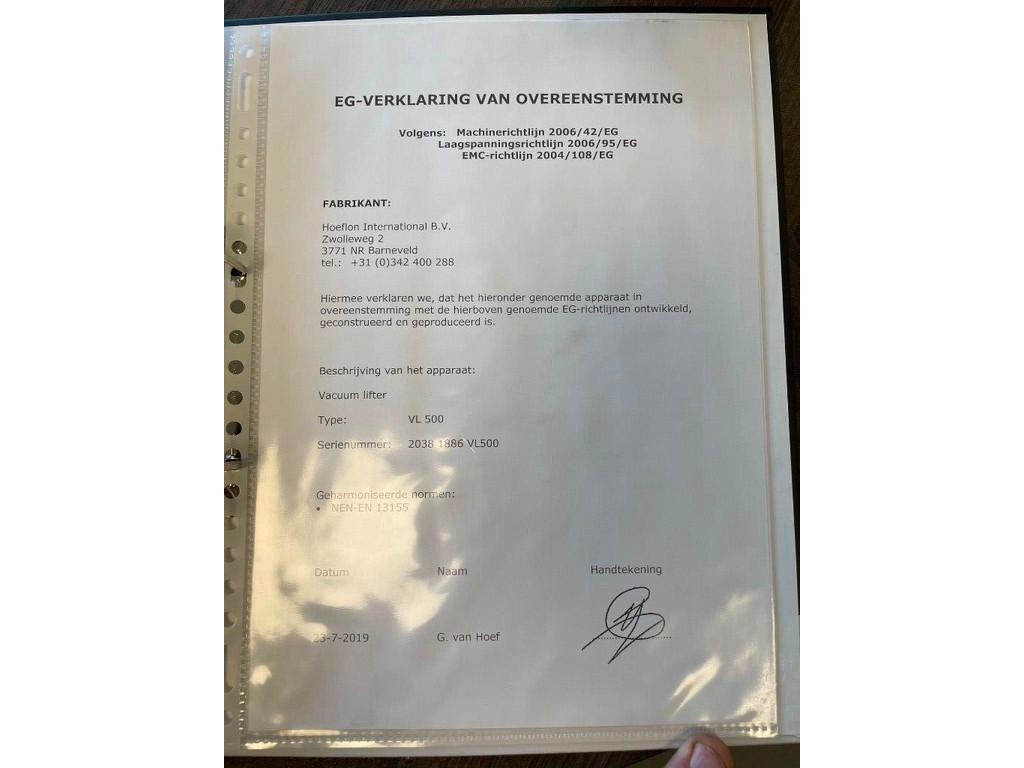 EG-VERKLARING VAN OVEREENSTEMMING
Volgens: Machinerichtlijn 2006/42/EG
Laagspanningsrichtlijn 2006/95/EG
EMC-richtlijn 2004/108/EG
FABRIKANT:
Hoeflon International B.V.
Zwolleweg 2
3771 NR Barneveld
tel.: +31 (0)342 400 288
Hiermee verklaren we, dat het hieronder genoemde apparaat in
overeenstemming met de hierboven genoemde EG-richtlijnen ontwikkeld,
geconstrueerd en geproduceerd is.
Beschrijving van het apparaat:
Vacuum lifter
Type: VL 500
Serienummer: 2038 1886 VL500
Geharmoniseerde normen:
• NEN-EN 13155
Datum Naam Handtekening
23-7-2019 G. van Hoef